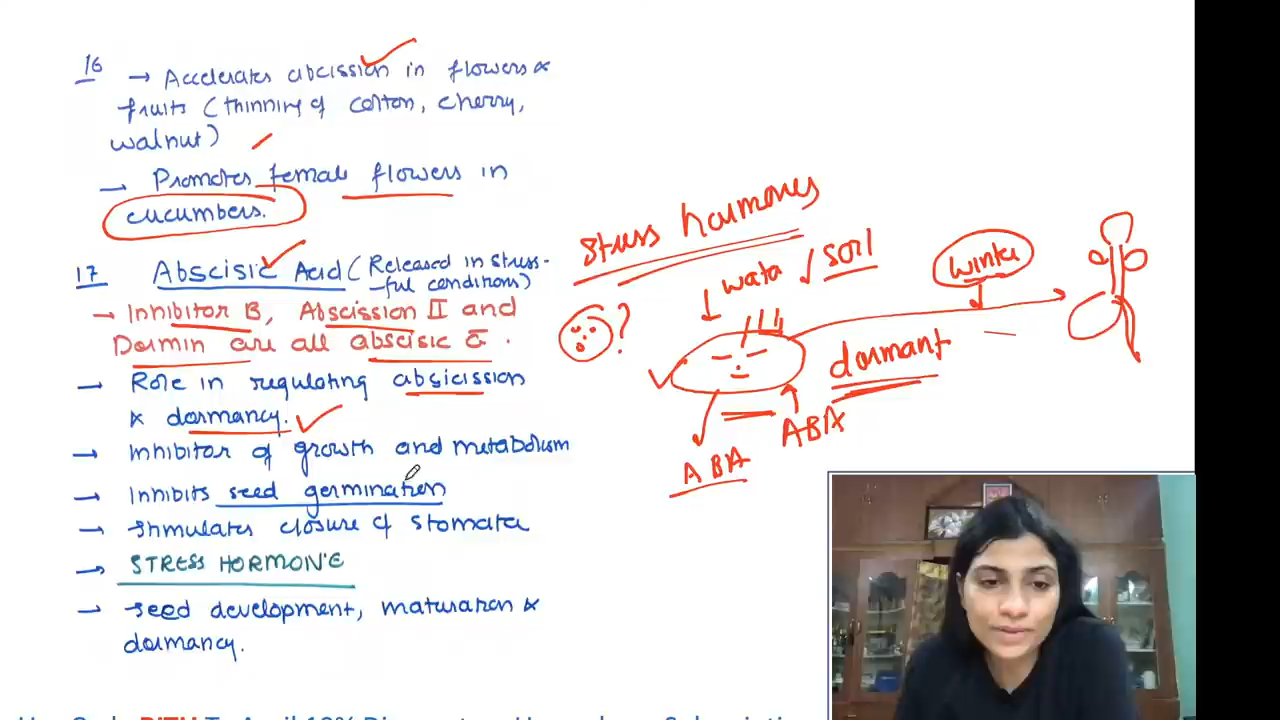 16
→ Accelerates abcission in flowers &
fruits (thinning of cotton, cherry,
walnut)
→ Promotes female flowers in
cucumbers.
17 Abscisic Acid (Released in stress-
-ful conditions)
→ Inhibitor B, Abscission II and
Dormin are all abscisic
→ Role in regulating absicission
& dormancy.
→ Inhibitor of growth and metabolism
→ Inhibits seed germination
→ Stimulates closure of stomata
→ STRESS HORMONE
→ seed development, maturation &
dormancy.
Stress hormones
water ✓ soil
winter
?
dormant
ABA
ABA